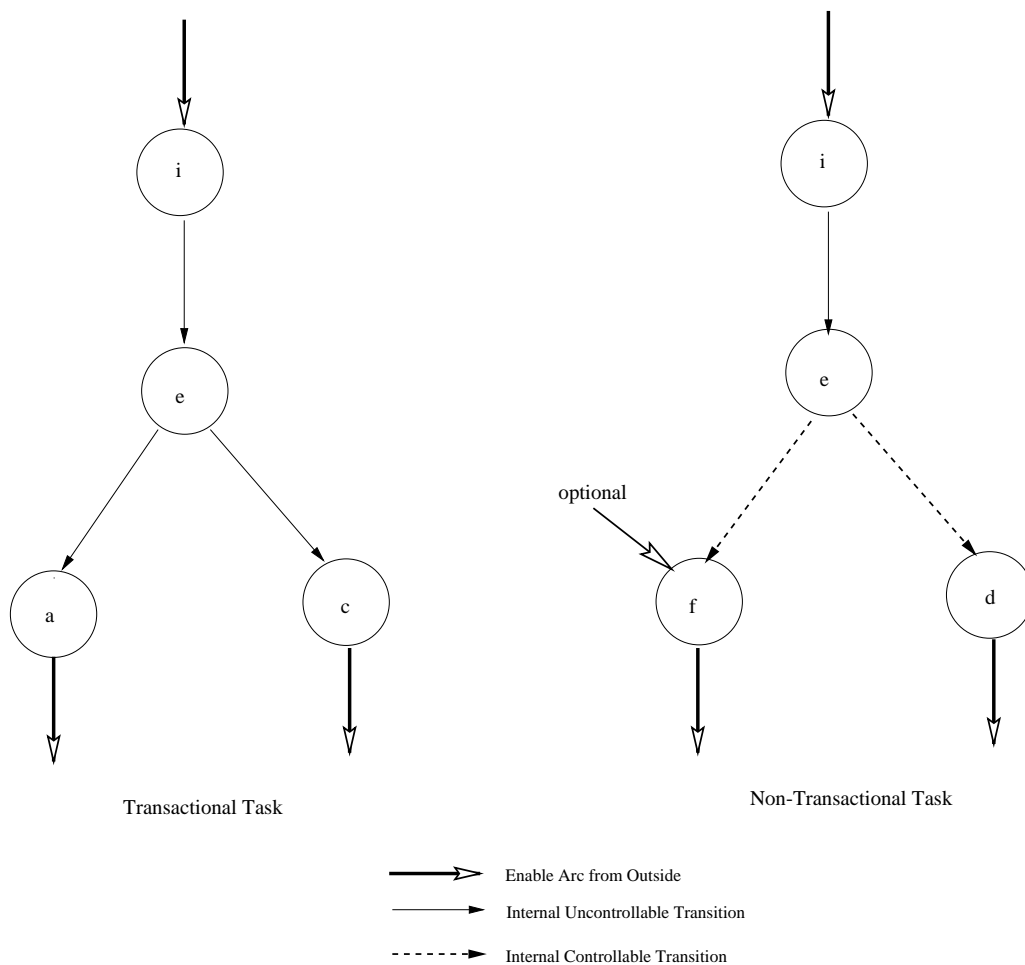 i
i
e
e
optional
a
c
f
d
Transactional Task
Non-Transactional Task
Enable Arc from Outside
Internal Uncontrollable Transition
Internal Controllable Transition